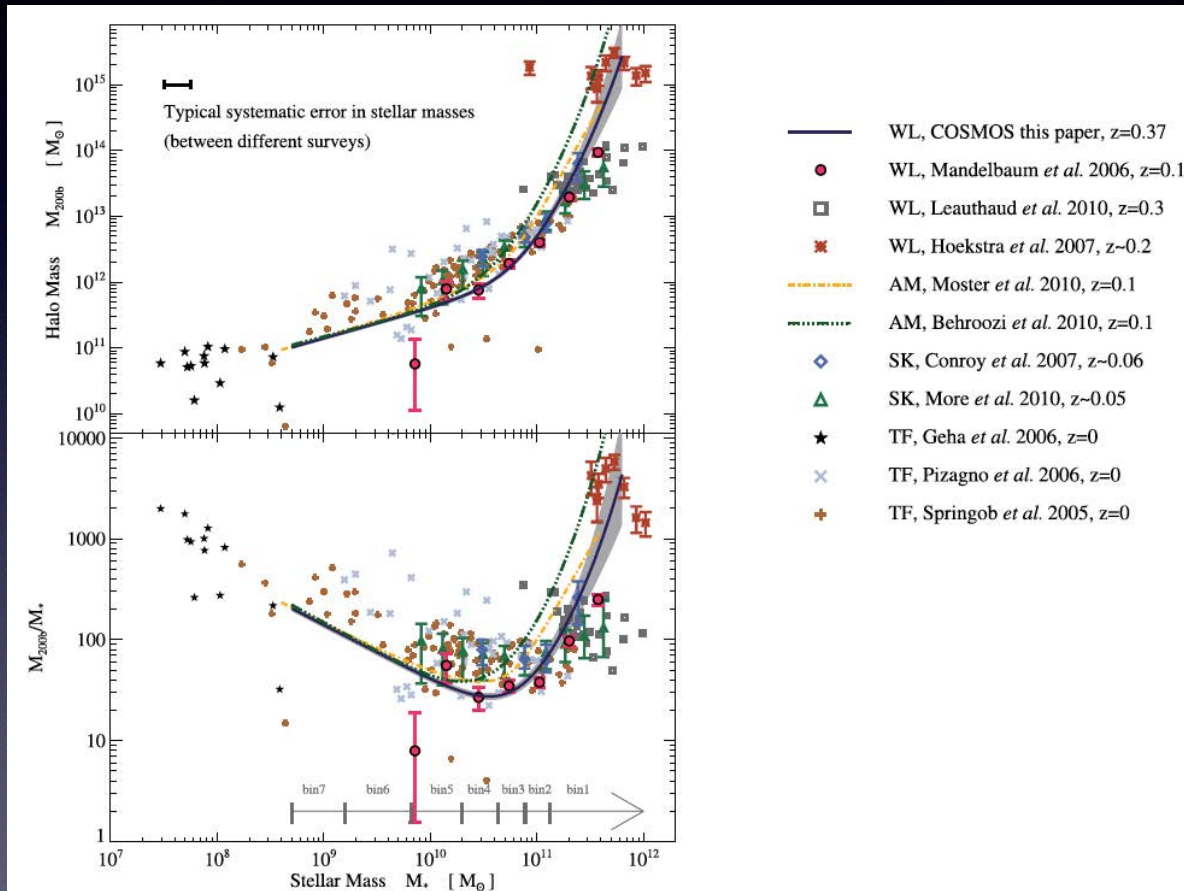 10^15
10^14
10^13
10^12
10^11
10^10
Halo Mass M_200b [ M_⊙ ]
Typical systematic error in stellar masses
(between different surveys)
10000
1000
100
10
1
M_200b/M_*
bin7 bin6 bin5 bin4 bin3 bin2 bin1
10^7 10^8 10^9 10^10 10^11 10^12
Stellar Mass M_* [ M_⊙ ]
WL, COSMOS this paper, z=0.37
WL, Mandelbaum et al. 2006, z=0.1
WL, Leauthaud et al. 2010, z=0.3
WL, Hoekstra et al. 2007, z~0.2
AM, Moster et al. 2010, z=0.1
AM, Behroozi et al. 2010, z=0.1
SK, Conroy et al. 2007, z~0.06
SK, More et al. 2010, z~0.05
TF, Geha et al. 2006, z=0
TF, Pizagno et al. 2006, z=0
TF, Springob et al. 2005, z=0